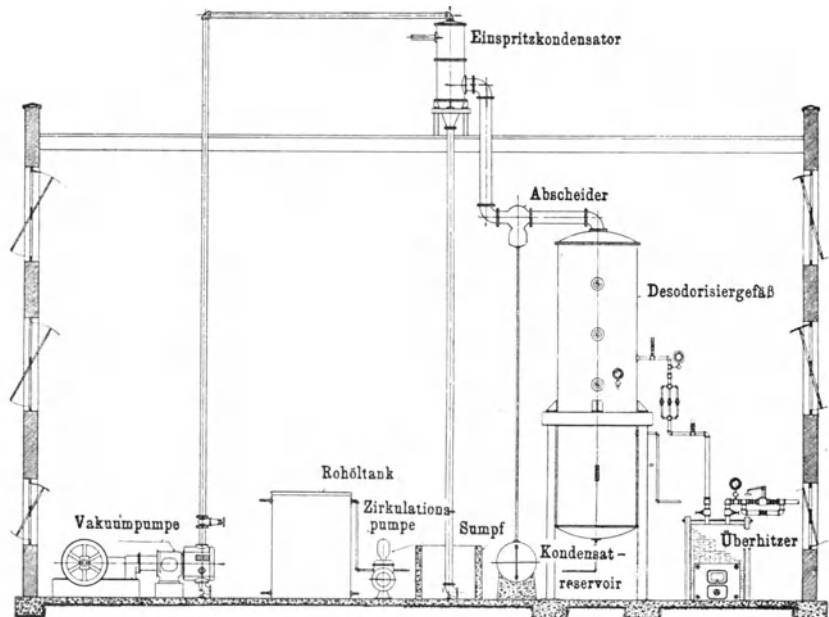 Einspritzkondensator
Abscheider
Desodorisiergefäß
Rohöltank
Zirkulations
pumpe
Vakuumpumpe
Sumpf
Kondensat-
reservoir
Überhitzer